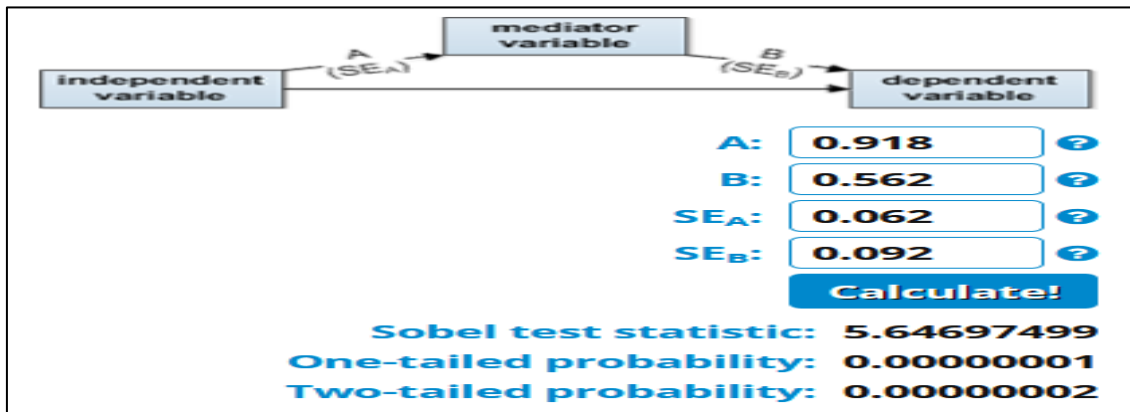 mediator
variable
A
(SEA)
B
(SEB)
independent
variable
dependent
variable
A: 0.918 ?
B: 0.562 ?
SEA: 0.062 ?
SEB: 0.092 ?
Calculate!
Sobel test statistic: 5.64697499
One-tailed probability: 0.00000001
Two-tailed probability: 0.00000002